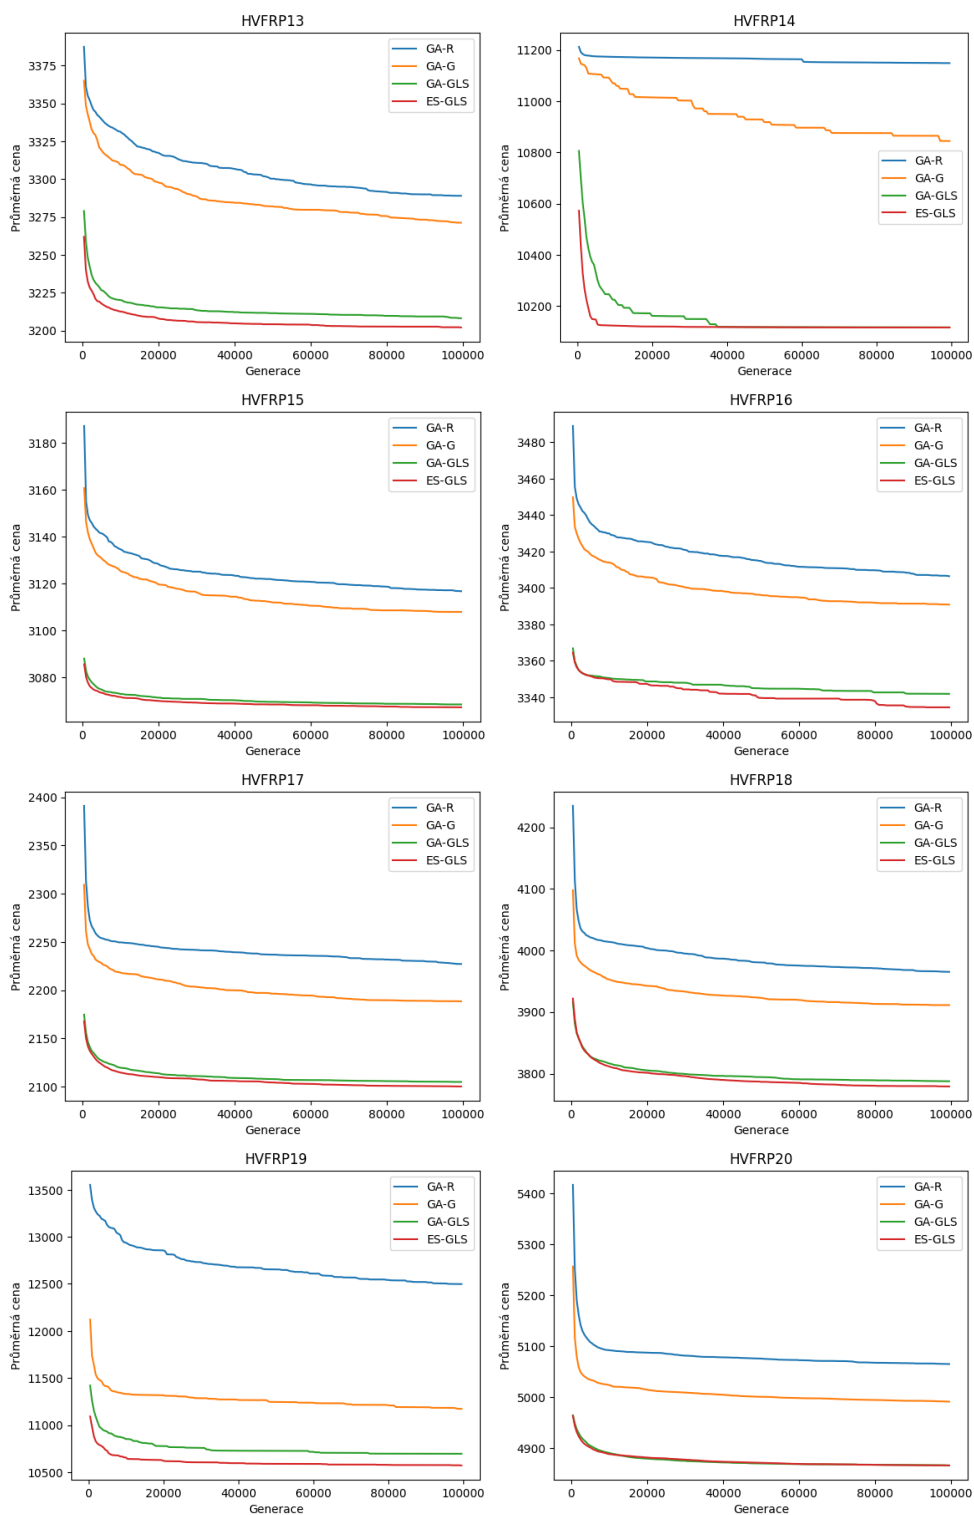 HVFRP13
Průměrná cena
3375
3350
3325
3300
3275
3250
3225
3200
GA-R
GA-G
GA-GLS
ES-GLS
0 20000 40000 60000 80000 100000
Generace
HVFRP14
Průměrná cena
11200
11000
10800
10600
10400
10200
GA-R
GA-G
GA-GLS
ES-GLS
0 20000 40000 60000 80000 100000
Generace
HVFRP15
Průměrná cena
3180
3160
3140
3120
3100
3080
GA-R
GA-G
GA-GLS
ES-GLS
0 20000 40000 60000 80000 100000
Generace
HVFRP16
Průměrná cena
3480
3460
3440
3420
3400
3380
3360
3340
GA-R
GA-G
GA-GLS
ES-GLS
0 20000 40000 60000 80000 100000
Generace
HVFRP17
Průměrná cena
2400
2350
2300
2250
2200
2150
2100
GA-R
GA-G
GA-GLS
ES-GLS
0 20000 40000 60000 80000 100000
Generace
HVFRP18
Průměrná cena
4200
4100
4000
3900
3800
GA-R
GA-G
GA-GLS
ES-GLS
0 20000 40000 60000 80000 100000
Generace
HVFRP19
Průměrná cena
13500
13000
12500
12000
11500
11000
10500
GA-R
GA-G
GA-GLS
ES-GLS
0 20000 40000 60000 80000 100000
Generace
HVFRP20
Průměrná cena
5400
5300
5200
5100
5000
4900
GA-R
GA-G
GA-GLS
ES-GLS
0 20000 40000 60000 80000 100000
Generace